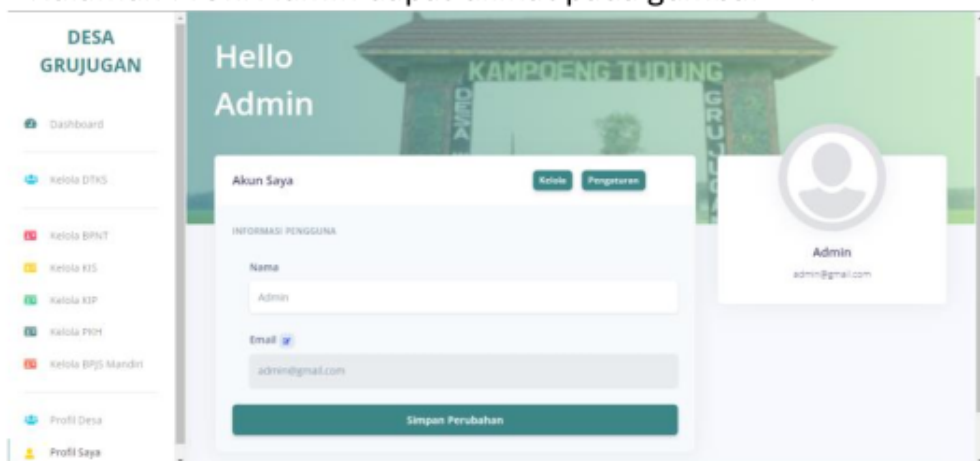 DESA
GRUJUGAN
Dashboard
Kelola DTKS
Kelola BPNT
Kelola KIS
Kelola KIP
Kelola PKH
Kelola BPJS Mandiri
Profil Desa
Profil Saya
Hello
Admin
KAMPOENG TUDUNG
DESA
GRUJUGA
Akun Saya
Kelola
Pengaturan
INFORMASI PENGGUNA
Nama
Admin
Email
admin@gmail.com
Simpan Perubahan
Admin
admin@gmail.com